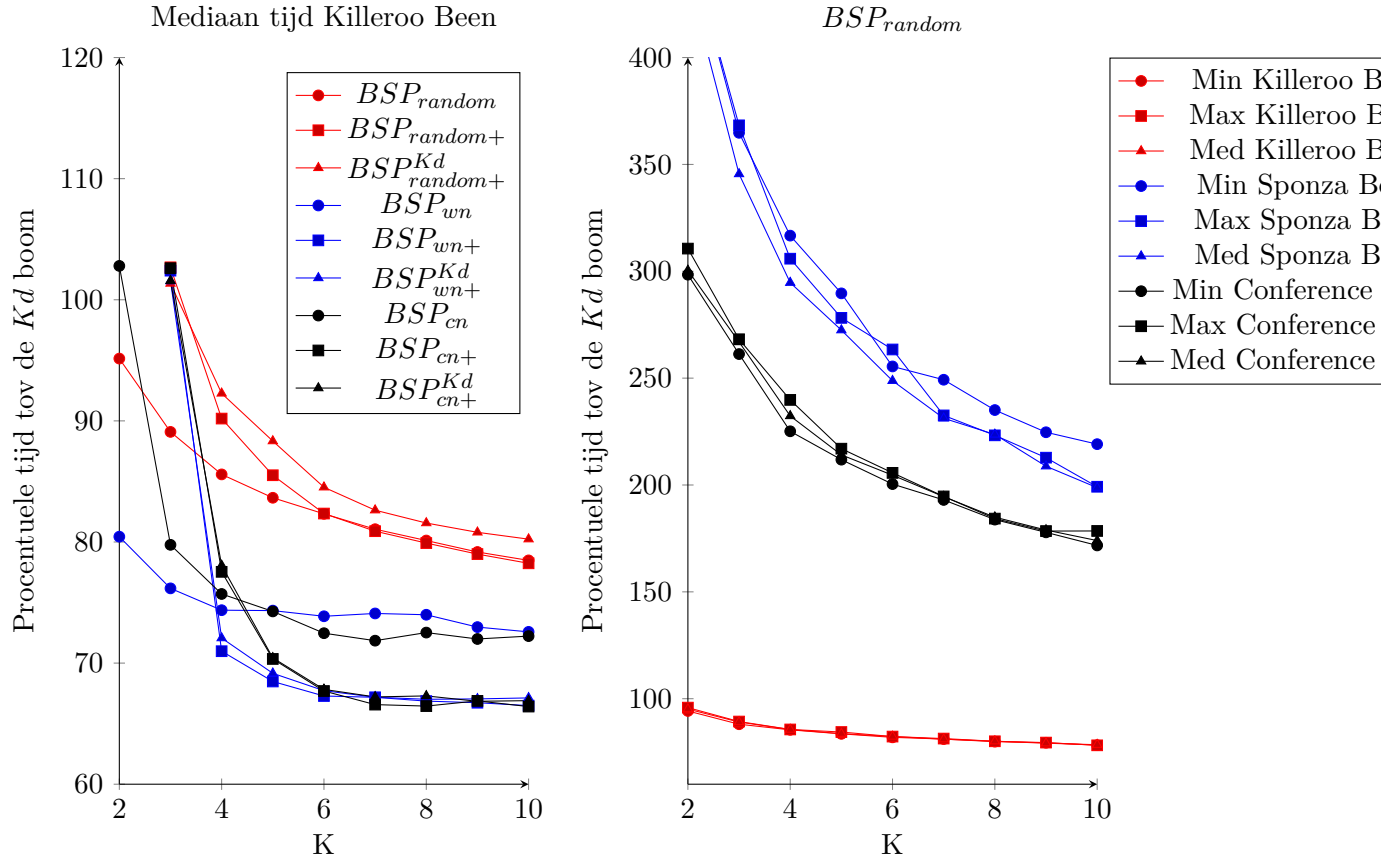 Mediaan tijd Killeroo Been
Procentuele tijd tov de Kd boom
120
110
100
90
80
70
60
2
4
6
8
10
K
BSP_random
BSP_random+
BSP^Kd_random+
BSP_wn
BSP_wn+
BSP^Kd_wn+
BSP_cn
BSP_cn+
BSP^Kd_cn+
BSP_random
Procentuele tijd tov de Kd boom
400
350
300
250
200
150
100
2
4
6
8
10
K
Min Killeroo B
Max Killeroo B
Med Killeroo B
Min Sponza B
Max Sponza B
Med Sponza B
Min Conference
Max Conference
Med Conference